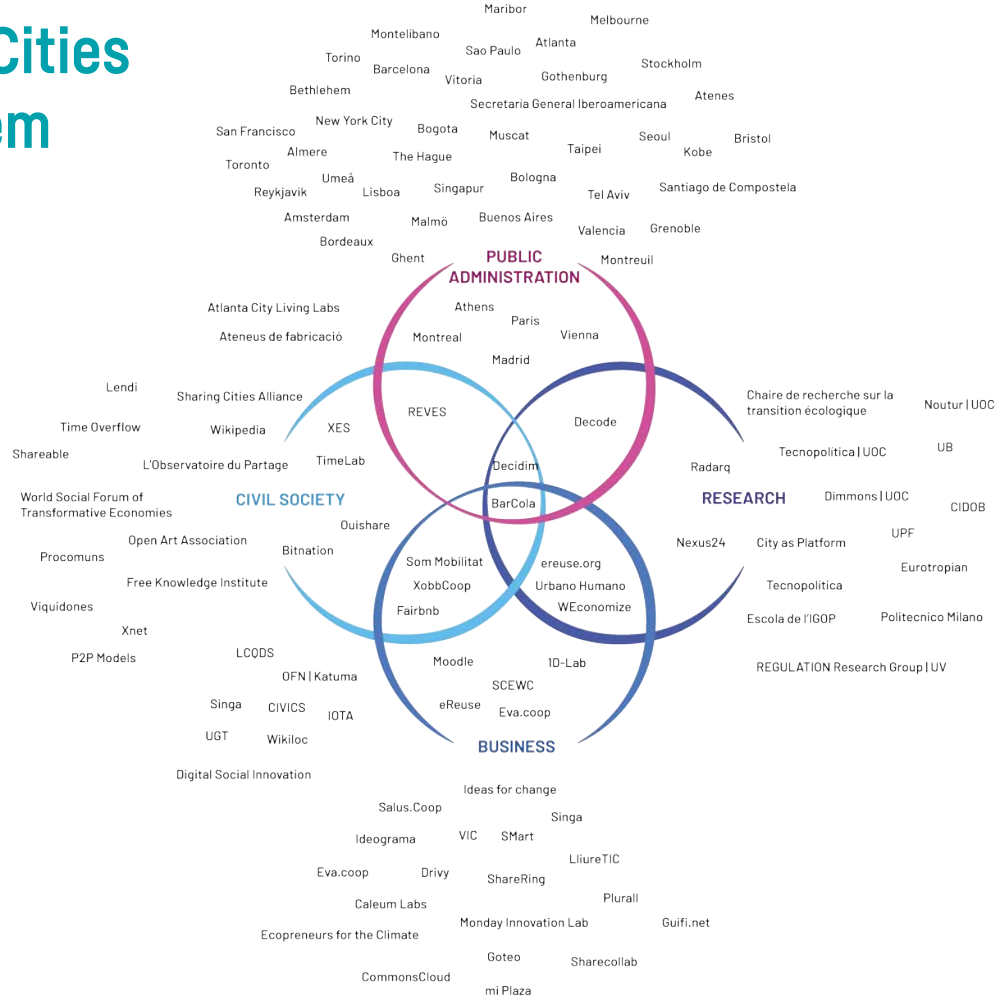 Cities
em
Maribor
Melbourne
Montelibano
Atlanta
Sao Paulo
Torino
Stockholm
Barcelona
Vitoria
Gothenburg
Bethlehem
Atenes
Secretaria General Iberoamericana
New York City
San Francisco
Bogota
Muscat
Seoul
Bristol
Almere
The Hague
Taipei
Kobe
Toronto
Umeå
Bologna
Reykjavik
Lisboa
Singapur
Tel Aviv
Santiago de Compostela
Amsterdam
Malmö
Buenos Aires
Valencia
Grenoble
Bordeaux
Ghent
Montreuil
PUBLIC
ADMINISTRATION
Athens
Paris
Montreal
Vienna
Madrid
Atlanta City Living Labs
Ateneus de fabricació
Lendi
Sharing Cities Alliance
Time Overflow
Wikipedia
XES
REVES
Shareable
L'Observatoire du Partage
TimeLab
World Social Forum of
Transformative Economies
CIVIL SOCIETY
Ouishare
Open Art Association
Bitnation
Procomuns
Free Knowledge Institute
Viquidones
Xnet
P2P Models
LCQDS
OFN | Katuma
Singa
CIVICS
IOTA
UGT
Wikiloc
Digital Social Innovation
Decode
Decidim
BarCola
Som Mobilitat
XobbCoop
Fairbnb
ereuse.org
Urbano Humano
WEconomize
Chaire de recherche sur la
transition écologique
Noutur | UOC
Tecnopolítica | UOC
UB
Radarq
RESEARCH
Dimmons | UOC
CIDOB
Nexus24
City as Platform
UPF
Eurotropian
Tecnopolítica
Escola de l'IGOP
Politecnico Milano
REGULATION Research Group | UV
Moodle
1D-Lab
SCEWC
eReuse
Eva.coop
BUSINESS
Ideas for change
Salus.Coop
Singa
Ideograma
VIC
SMart
LliureTIC
Eva.coop
Drivy
ShareRing
Plurall
Caleum Labs
Monday Innovation Lab
Guifi.net
Ecopreneurs for the Climate
Goteo
Sharecollab
CommonsCloud
mi Plaza